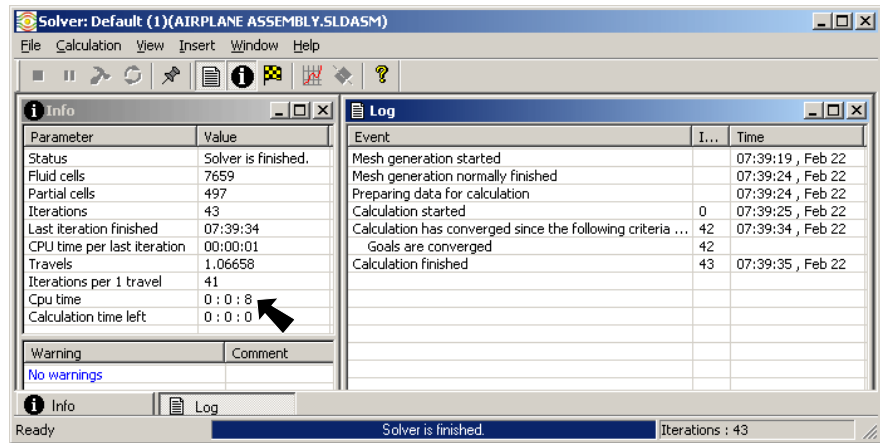 Solver: Default (1)(AIRPLANE ASSEMBLY.SLDASM)
File Calculation View Insert Window Help
Info
Parameter Value
Status Solver is finished.
Fluid cells 7659
Partial cells 497
Iterations 43
Last iteration finished 07:39:34
CPU time per last iteration 00:00:01
Travels 1.06658
Iterations per 1 travel 41
Cpu time 0 : 0 : 8
Calculation time left 0 : 0 : 0
Warning Comment
No warnings
Log
Event I... Time
Mesh generation started 07:39:19 , Feb 22
Mesh generation normally finished 07:39:24 , Feb 22
Preparing data for calculation 07:39:24 , Feb 22
Calculation started 0 07:39:25 , Feb 22
Calculation has converged since the following criteria ... 42 07:39:34 , Feb 22
Goals are converged 42
Calculation finished 43 07:39:35 , Feb 22
Info Log
Ready Solver is finished. Iterations : 43